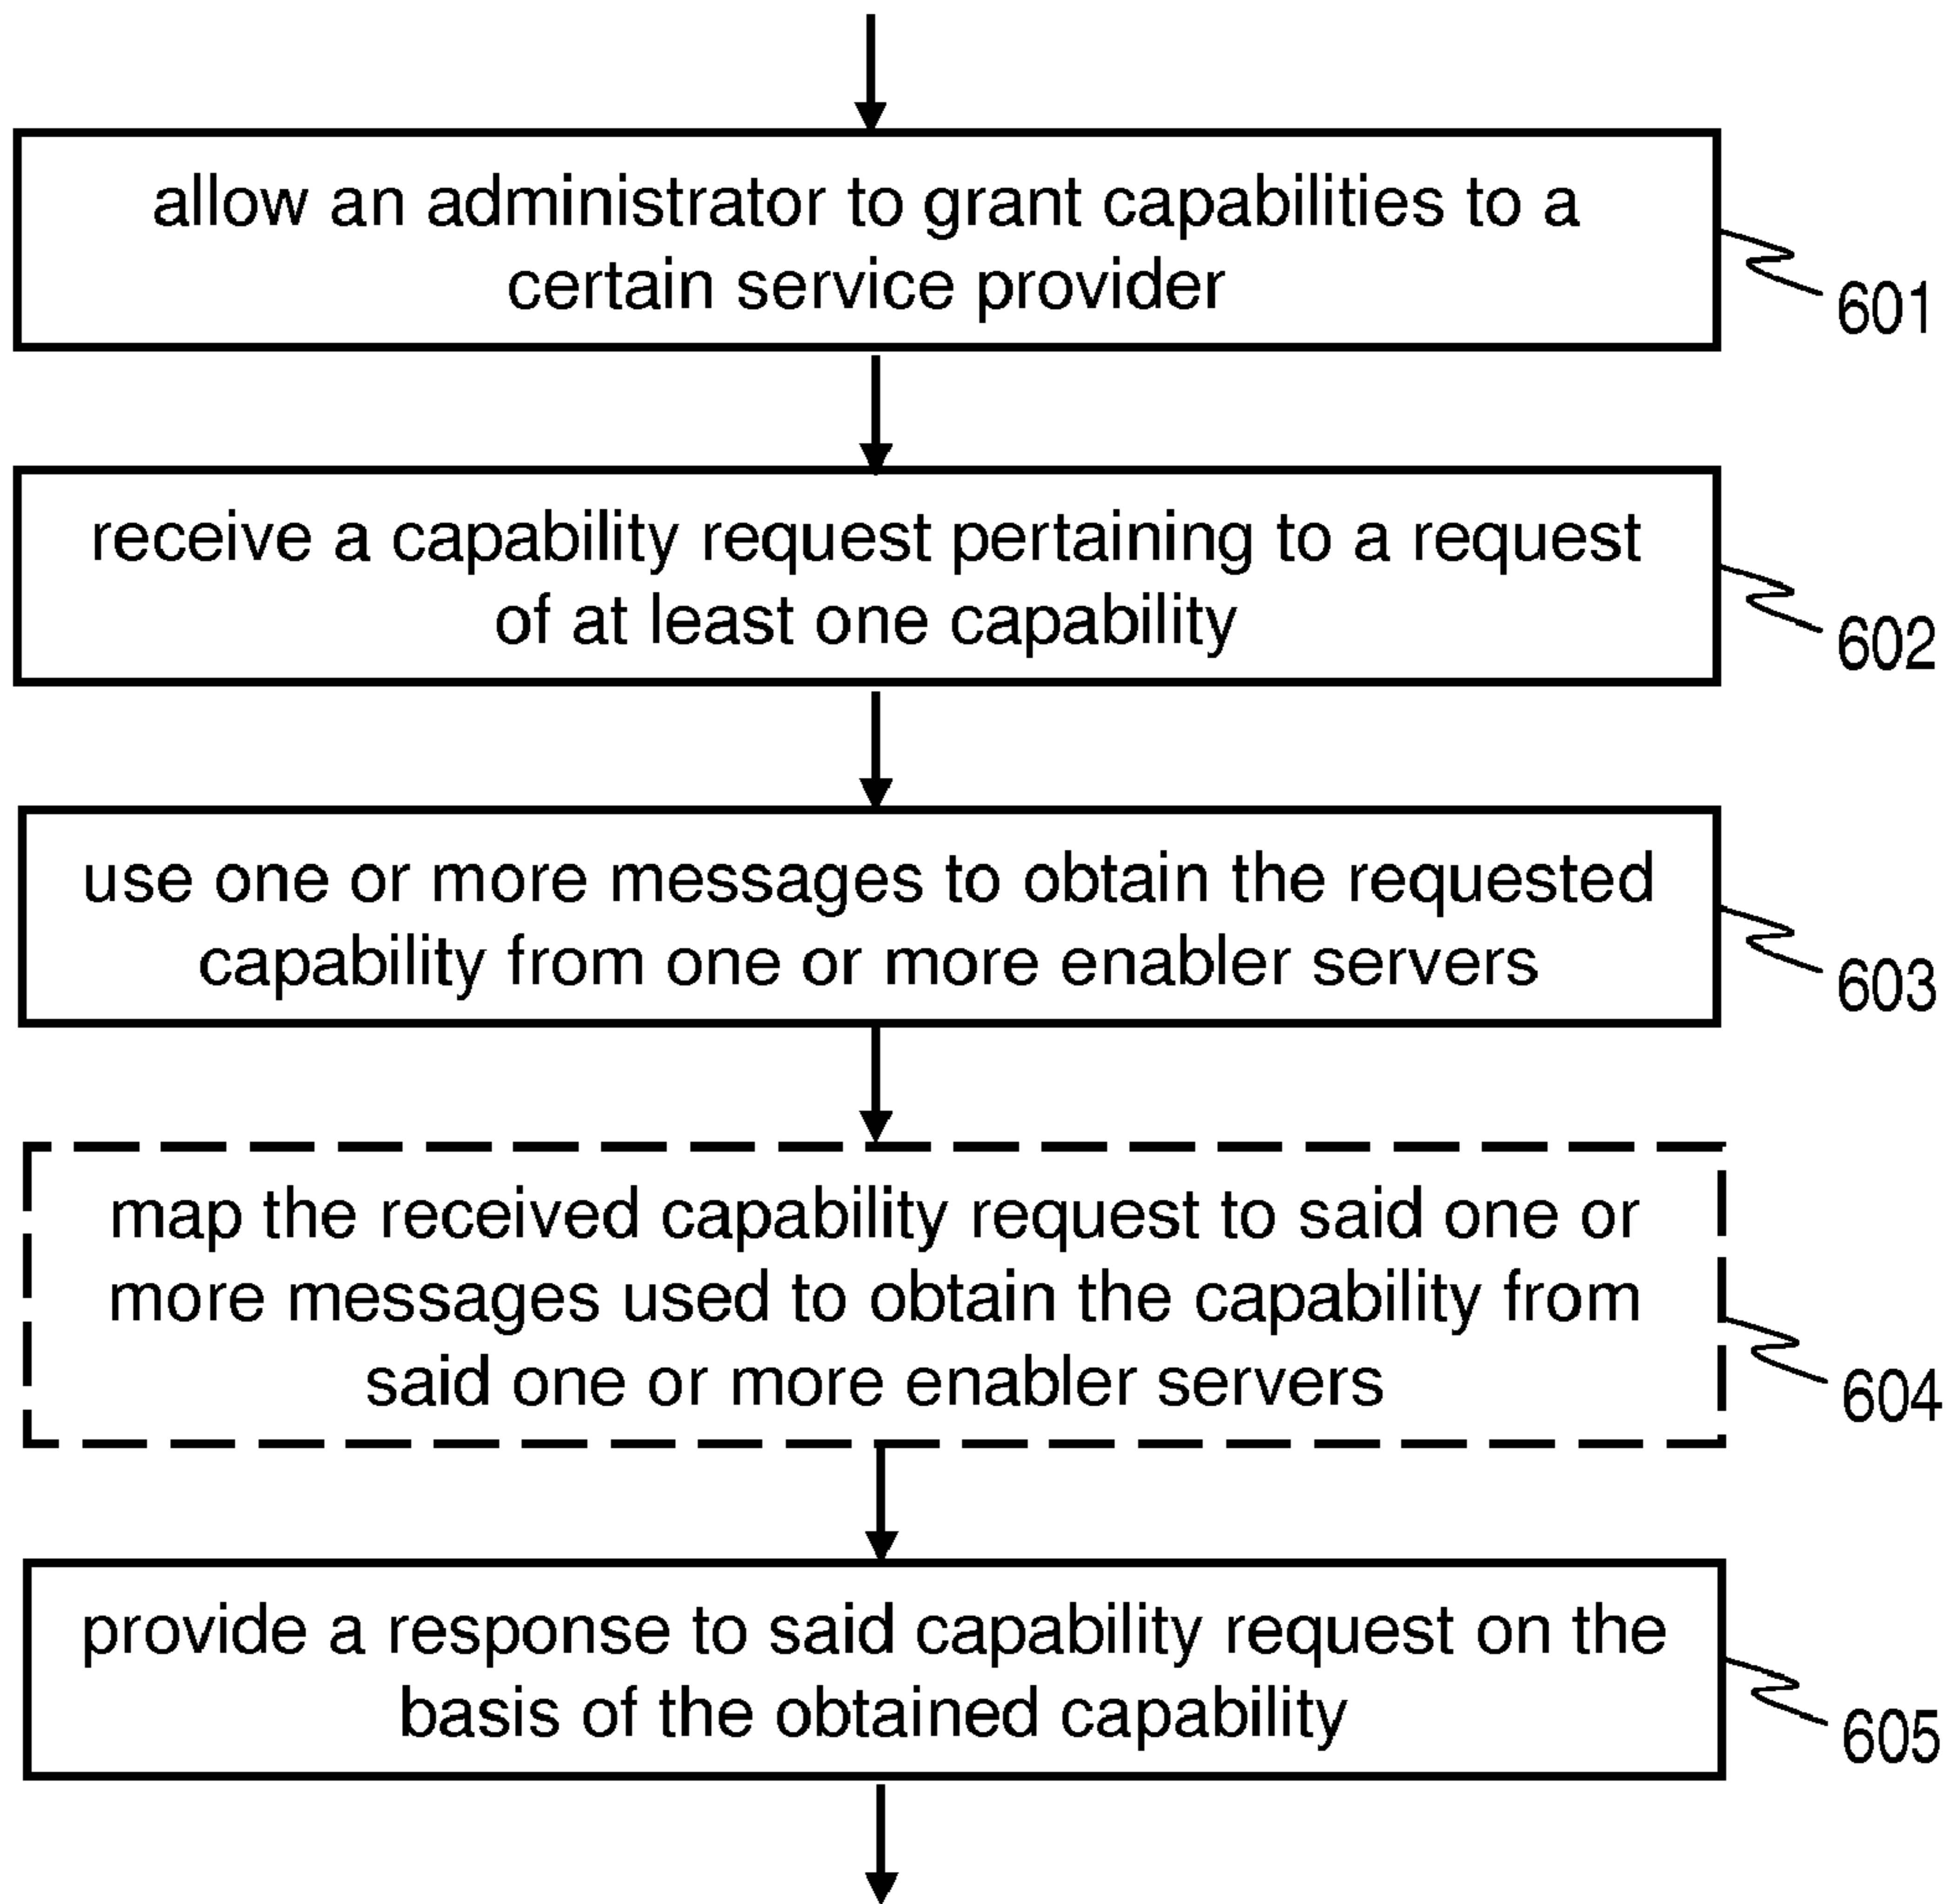 allow an administrator to grant capabilities to a
certain service provider
601
receive a capability request pertaining to a request
of at least one capability
602
use one or more messages to obtain the requested
capability from one or more enabler servers
603
map the received capability request to said one or
more messages used to obtain the capability from
said one or more enabler servers
604
provide a response to said capability request on the
basis of the obtained capability
605